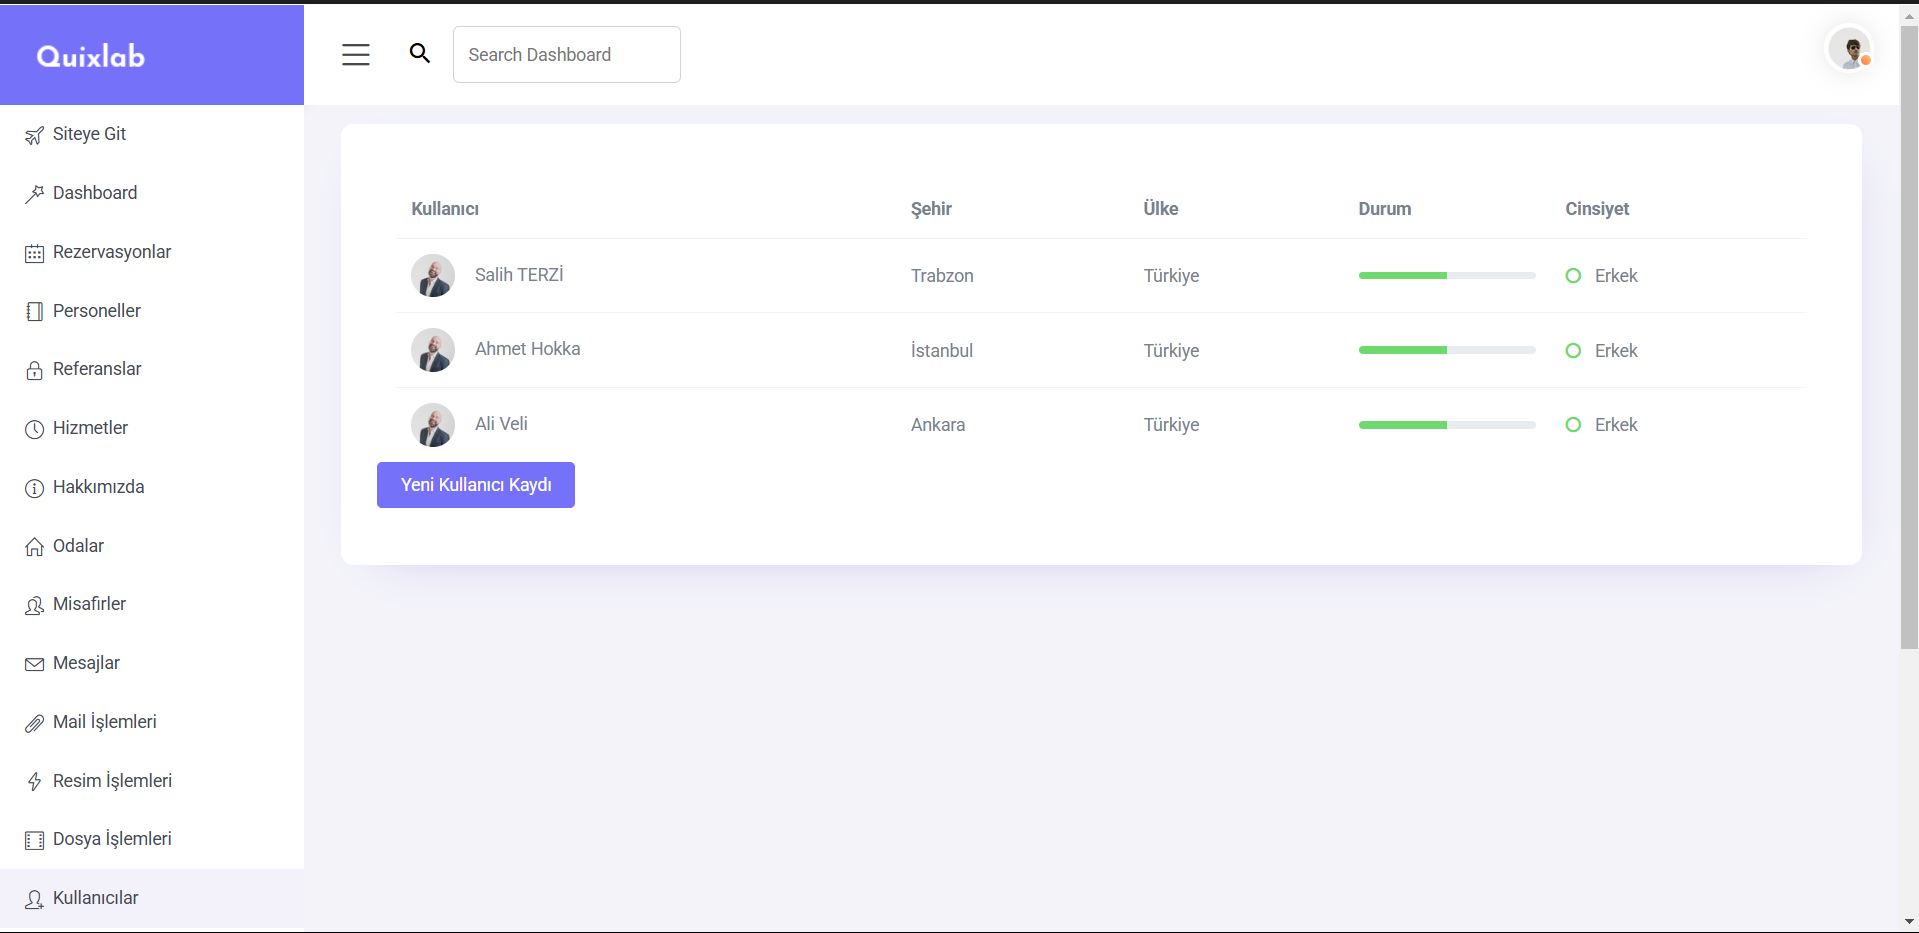 Quixlab
Search Dashboard
Siteye Git
Dashboard
Rezervasyonlar
Personeller
Referanslar
Hizmetler
Hakkımızda
Odalar
Misafirler
Mesajlar
Mail İşlemleri
Resim İşlemleri
Dosya İşlemleri
Kullanıcılar
Kullanıcı Şehir Ülke Durum Cinsiyet
Salih TERZİ Trabzon Türkiye Erkek
Ahmet Hokka İstanbul Türkiye Erkek
Ali Veli Ankara Türkiye Erkek
Yeni Kullanıcı Kaydı